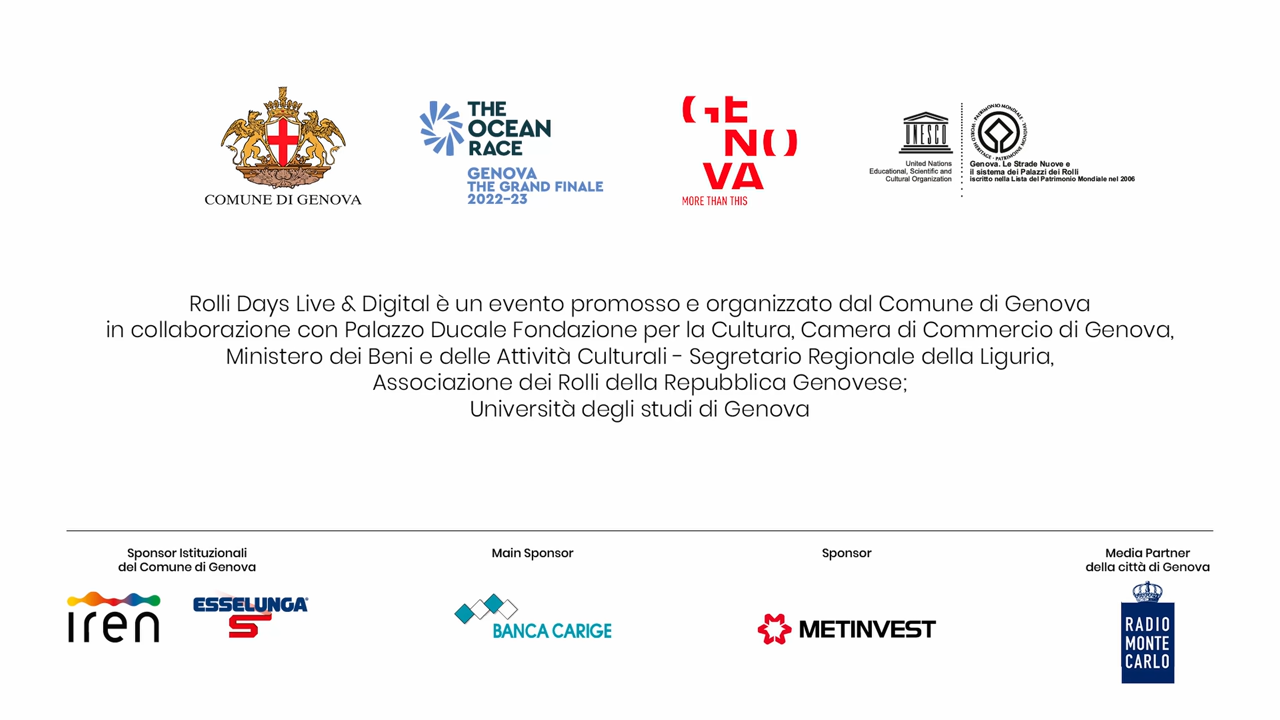 COMUNE DI GENOVA
THE
OCEAN
RACE
GENOVA
THE GRAND FINALE
2022-23
GE
NO
VA
MORE THAN THIS
UNESCO
United Nations
Educational, Scientific and
Cultural Organization
PATRIMONIO MONDIALE • WORLD HERITAGE • PATRIMOINE MONDIAL •
Genova. Le Strade Nuove e
il sistema dei Palazzi dei Rolli
iscritto nella Lista del Patrimonio Mondiale nel 2006
Rolli Days Live & Digital è un evento promosso e organizzato dal Comune di Genova
in collaborazione con Palazzo Ducale Fondazione per la Cultura, Camera di Commercio di Genova,
Ministero dei Beni e delle Attività Culturali - Segretario Regionale della Liguria,
Associazione dei Rolli della Repubblica Genovese;
Università degli studi di Genova
Sponsor Istituzionali
del Comune di Genova
iren
ESSELUNGA
S
Main Sponsor
BANCA CARIGE
Sponsor
METINVEST
Media Partner
della città di Genova
RADIO
MONTE
CARLO